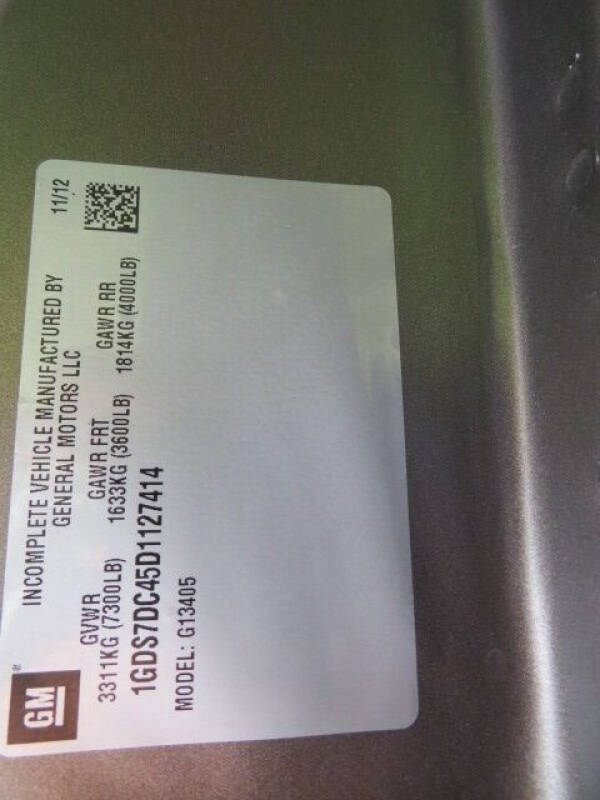 GM®
INCOMPLETE VEHICLE MANUFACTURED BY 11/12
GENERAL MOTORS LLC
GVWR GAWR FRT GAWR RR
3311KG (7300LB) 1633KG (3600LB) 1814KG (4000LB)
1GDS7DC45D1127414
MODEL: G13405